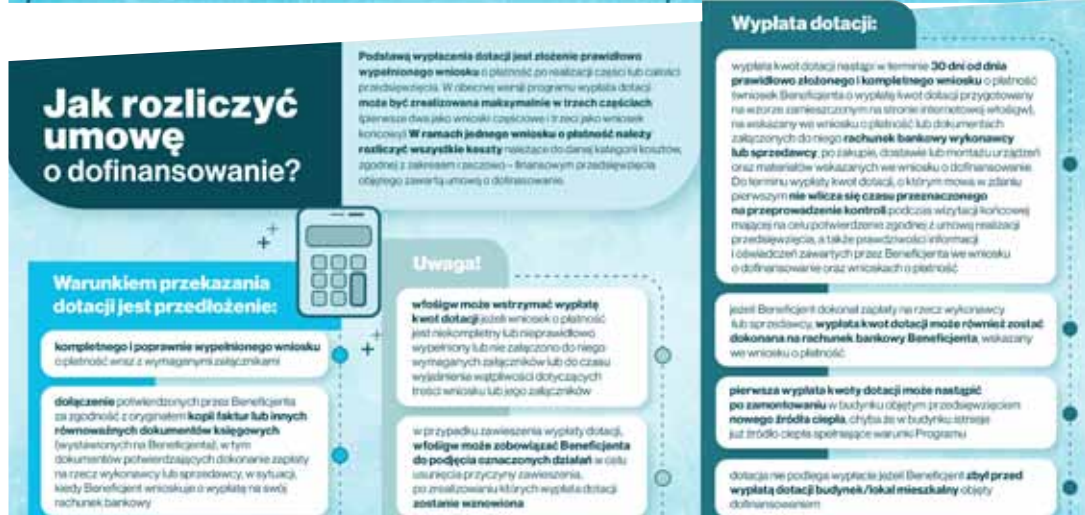 Jak rozliczyć
umowę
o dofinansowanie?
Podstawą wypłacenia dotacji jest złożenie prawidłowo
wypełnionego wniosku o płatność po realizacji części lub całości
przedsięwzięcia. W obecnej wersji programu wypłata dotacji
może być zrealizowana maksymalnie w trzech częściach
(pierwsze dwa jako wnioski częściowe i trzeci jako wniosek
końcowy) W ramach jednego wniosku o płatność należy
rozliczyć wszystkie koszty należące do danej kategorii kosztów,
zgodnej z zakresem rzeczowo – finansowym przedsięwzięcia
objętego zawartą umową o dofinasowanie.
Warunkiem przekazania
dotacji jest przedłożenie:
kompletnego i poprawnie wypełnionego wniosku
o płatność wraz z wymaganymi załącznikami
dołączenie potwierdzonych przez Beneficjenta
za zgodność z oryginałem kopii faktur lub innych
równoważnych dokumentów księgowych
(wystawionych na Beneficjenta), w tym
dokumentów potwierdzających dokonanie zapłaty
na rzecz wykonawcy lub sprzedawcy, w sytuacji,
kiedy Beneficjent wnioskuje o wypłatę na swój
rachunek bankowy
Uwaga!
wfośigw może wstrzymać wypłatę
kwot dotacji jeżeli wniosek o płatność
jest niekompletny lub nieprawidłowo
wypełniony lub nie załączono do niego
wymaganych załączników lub do czasu
wyjaśnienie wątpliwości dotyczących
treści wniosku lub jego załączników
w przypadku zawieszenia wypłaty dotacji,
wfośigw może zobowiązać Beneficjenta
do podjęcia oznaczonych działań w celu
usunięcia przyczyny zawieszenia,
po zrealizowaniu których wypłata dotacji
zostanie wznowiona
Wypłata dotacji:
wypłata kwot dotacji nastąpi w terminie 30 dni od dnia
prawidłowo złożonego i kompletnego wniosku o płatność
(wniosek Beneficjenta o wypłatę kwot dotacji przygotowany
na wzorze zamieszczonym na stronie internetowej wfośigw),
na wskazany we wniosku o płatność lub dokumentach
załączonych do niego rachunek bankowy wykonawcy
lub sprzedawcy, po zakupie, dostawie lub montażu urządzeń
oraz materiałów wskazanych we wniosku o dofinansowanie.
Do terminu wypłaty kwot dotacji, o którym mowa w zdaniu
pierwszym nie wlicza się czasu przeznaczonego
na przeprowadzenie kontroli podczas wizytacji końcowej
mającej na celu potwierdzenie zgodnej z umową realizacji
przedsięwzięcia, a także prawdziwości informacji
i oświadczeń zawartych przez Beneficjenta we wniosku
o dofinansowanie oraz wnioskach o płatność
jeżeli Beneficjent dokonał zapłaty na rzecz wykonawcy
lub sprzedawcy, wypłata kwot dotacji może również zostać
dokonana na rachunek bankowy Beneficjenta, wskazany
we wniosku o płatność
pierwsza wypłata kwoty dotacji może nastąpić
po zamontowaniu w budynku objętym przedsięwzięciem
nowego źródła ciepła, chyba że w budynku istnieje
już źródło ciepła spełniające warunki Programu
dotacja nie podlega wypłacie jeżeli Beneficjent zbył przed
wypłatą dotacji budynek/lokal mieszkalny objęty
dofinansowaniem